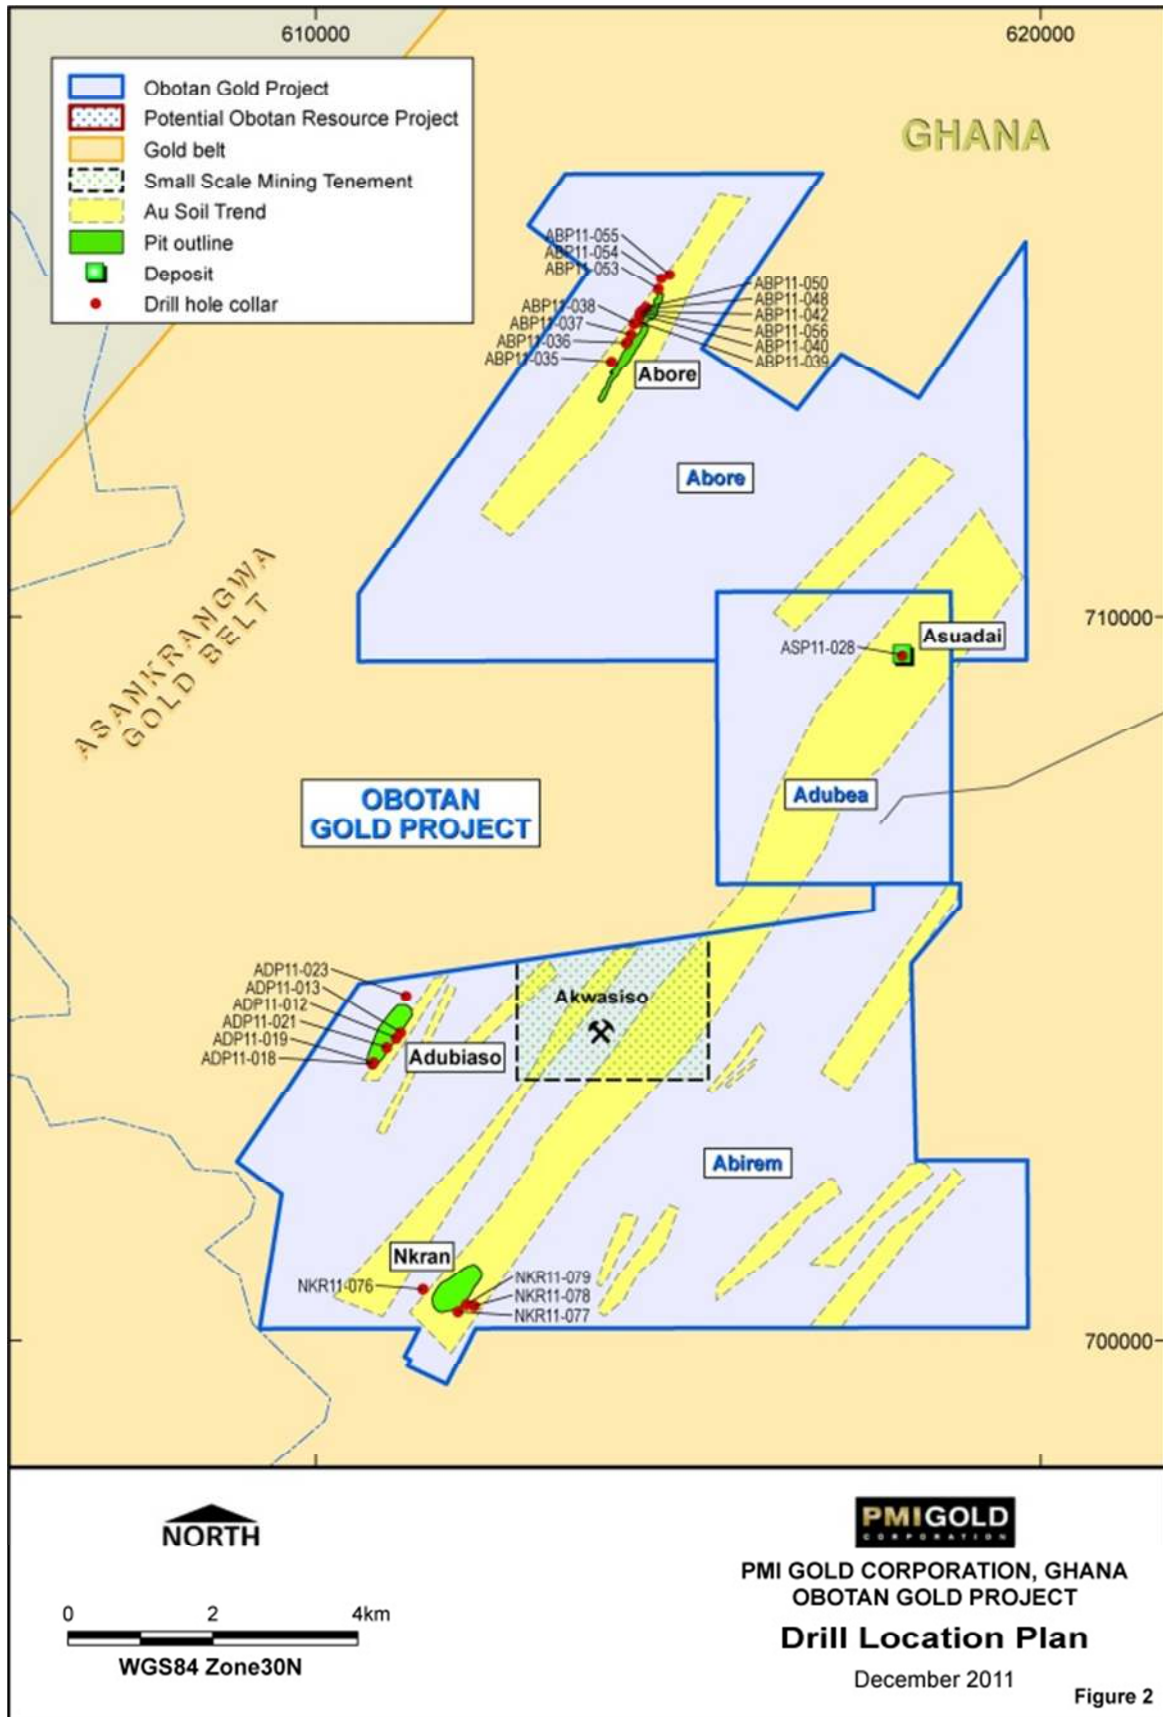 610000
620000
Obotan Gold Project
Potential Obotan Resource Project
Gold belt
Small Scale Mining Tenement
Au Soil Trend
Pit outline
Deposit
Drill hole collar
GHANA
ABP11-055
ABP11-054
ABP11-053
ABP11-038
ABP11-037
ABP11-036
ABP11-035
ABP11-050
ABP11-048
ABP11-042
ABP11-056
ABP11-040
ABP11-039
Abore
Abore
ASANKRANGWA
GOLD BELT
710000
Asuadai
ASP11-028
OBOTAN
GOLD PROJECT
Adubea
ADP11-023
ADP11-013
ADP11-012
ADP11-021
ADP11-019
ADP11-018
Adubiaso
Akwasiso
Abirem
Nkran
NKR11-076
NKR11-079
NKR11-078
NKR11-077
700000
NORTH
0 2 4km
WGS84 Zone30N
PMIGOLD
CORPORATION
PMI GOLD CORPORATION, GHANA
OBOTAN GOLD PROJECT
Drill Location Plan
December 2011
Figure 2